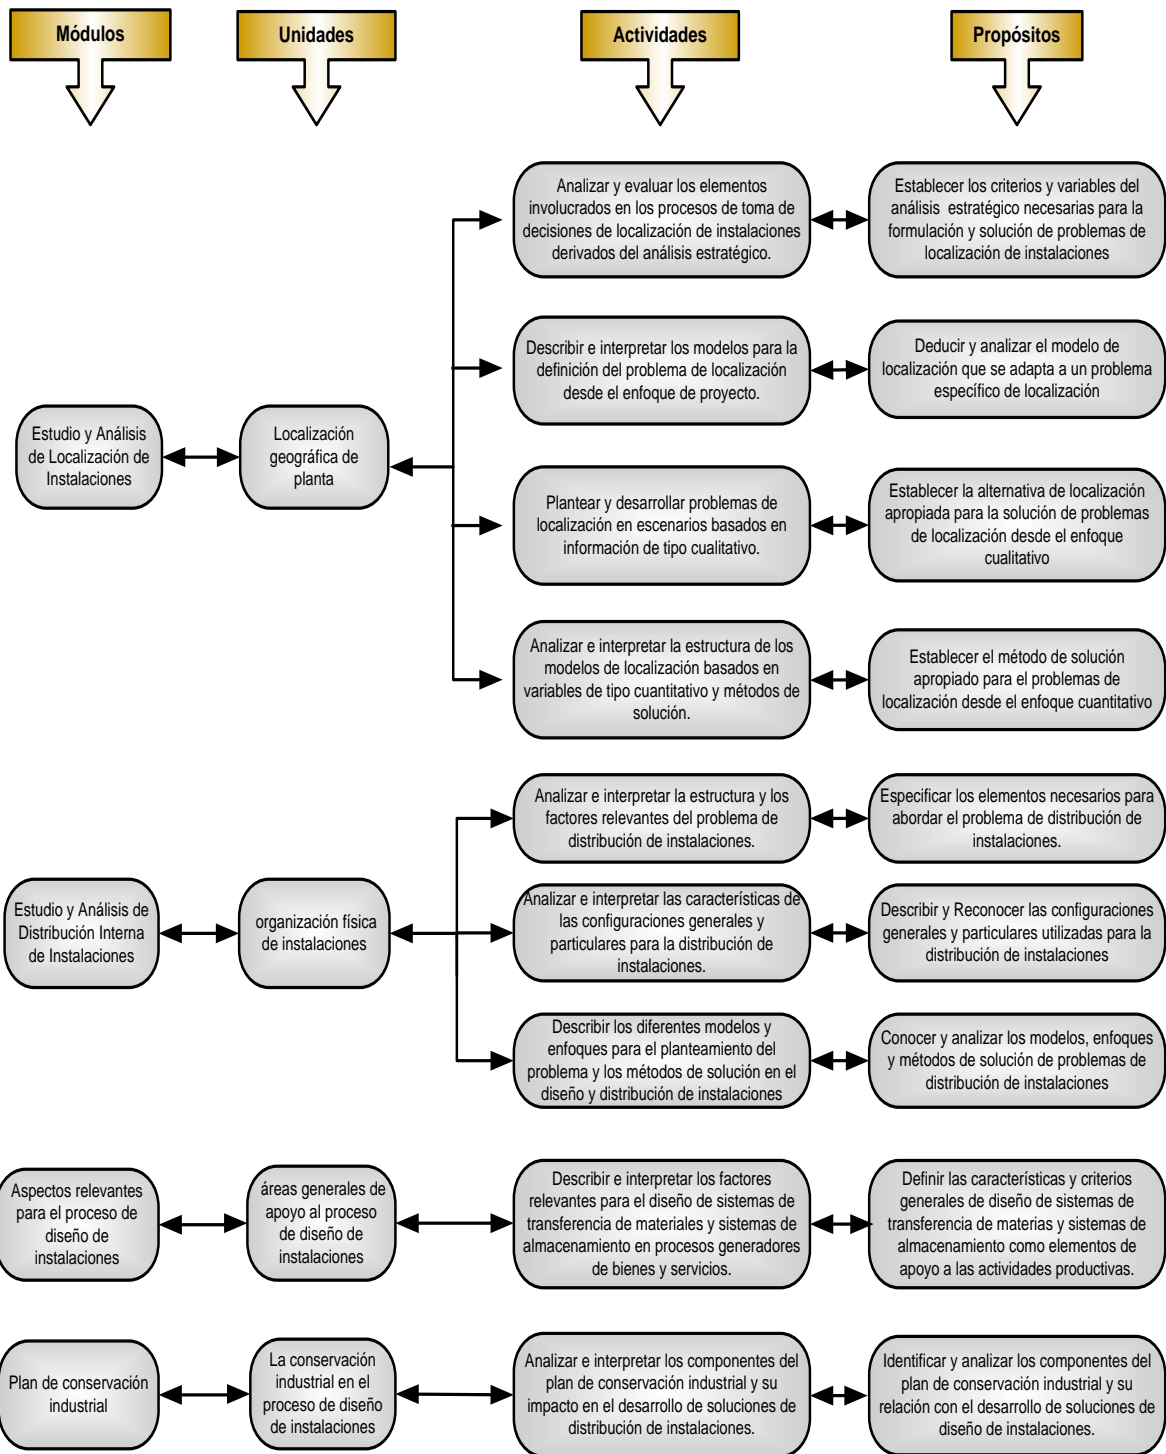 Módulos
Unidades
Actividades
Propósitos
Analizar y evaluar los elementos
involucrados en los procesos de toma de
decisiones de localización de instalaciones
derivados del análisis estratégico.
Establecer los criterios y variables del
análisis estratégico necesarias para la
formulación y solución de problemas de
localización de instalaciones
Describir e interpretar los modelos para la
definición del problema de localización
desde el enfoque de proyecto.
Deducir y analizar el modelo de
localización que se adapta a un problema
específico de localización
Estudio y Análisis
de Localización de
Instalaciones
Localización
geográfica de
planta
Plantear y desarrollar problemas de
localización en escenarios basados en
información de tipo cualitativo.
Establecer la alternativa de localización
apropiada para la solución de problemas
de localización desde el enfoque
cualitativo
Analizar e interpretar la estructura de los
modelos de localización basados en
variables de tipo cuantitativo y métodos de
solución.
Establecer el método de solución
apropiado para el problemas de
localización desde el enfoque cuantitativo
Analizar e interpretar la estructura y los
factores relevantes del problema de
distribución de instalaciones.
Especificar los elementos necesarios para
abordar el problema de distribución de
instalaciones.
Estudio y Análisis de
Distribución Interna
de Instalaciones
organización física
de instalaciones
Analizar e interpretar las características de
las configuraciones generales y
particulares para la distribución de
instalaciones.
Describir y Reconocer las configuraciones
generales y particulares utilizadas para la
distribución de instalaciones
Describir los diferentes modelos y
enfoques para el planteamiento del
problema y los métodos de solución en el
diseño y distribución de instalaciones
Conocer y analizar los modelos, enfoques
y métodos de solución de problemas de
distribución de instalaciones
Aspectos relevantes
para el proceso de
diseño de
instalaciones
áreas generales de
apoyo al proceso
de diseño de
instalaciones
Describir e interpretar los factores
relevantes para el diseño de sistemas de
transferencia de materiales y sistemas de
almacenamiento en procesos generadores
de bienes y servicios.
Definir las características y criterios
generales de diseño de sistemas de
transferencia de materias y sistemas de
almacenamiento como elementos de
apoyo a las actividades productivas.
Plan de conservación
industrial
La conservación
industrial en el
proceso de diseño
de instalaciones
Analizar e interpretar los componentes del
plan de conservación industrial y su
impacto en el desarrollo de soluciones de
distribución de instalaciones.
Identificar y analizar los componentes del
plan de conservación industrial y su
relación con el desarrollo de soluciones de
diseño de instalaciones.